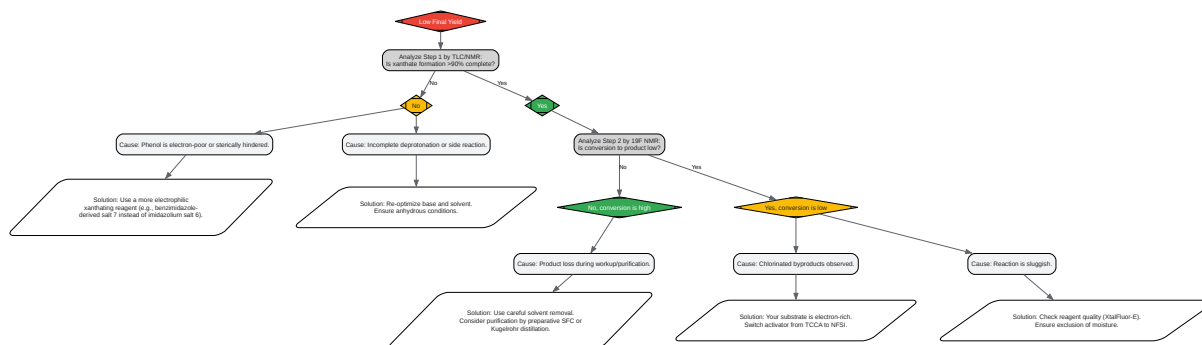 Low Final Yield
Analyze Step 1 by TLC/NMR:
Is xanthate formation >90% complete?
No
Yes
No
Yes
Cause: Phenol is electron-poor or sterically hindered.
Cause: Incomplete deprotonation or side reaction.
Analyze Step 2 by 19F NMR:
Is conversion to product low?
No
Yes
Solution: Use a more electrophilic
xanthating reagent (e.g., benzimidazole-
derived salt 7 instead of imidazolium salt 6).
Solution: Re-optimize base and solvent.
Ensure anhydrous conditions.
No, conversion is high
Yes, conversion is low
Cause: Product loss during workup/purification.
Cause: Chlorinated byproducts observed.
Cause: Reaction is sluggish.
Solution: Use careful solvent removal.
Consider purification by preparative SFC or
Kugelrohr distillation.
Solution: Your substrate is electron-rich.
Switch activator from TCCA to NFSI.
Solution: Check reagent quality (XtalFluor-E).
Ensure exclusion of moisture.